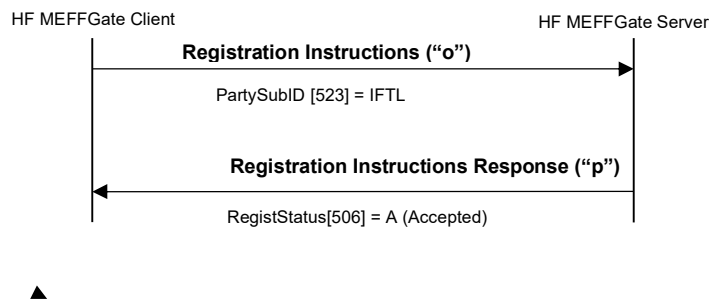 HF MEFFGate Client
HF MEFFGate Server
Registration Instructions (“o”)
PartySubID [523] = IFTL
Registration Instructions Response (“p”)
RegistStatus[506] = A (Accepted)